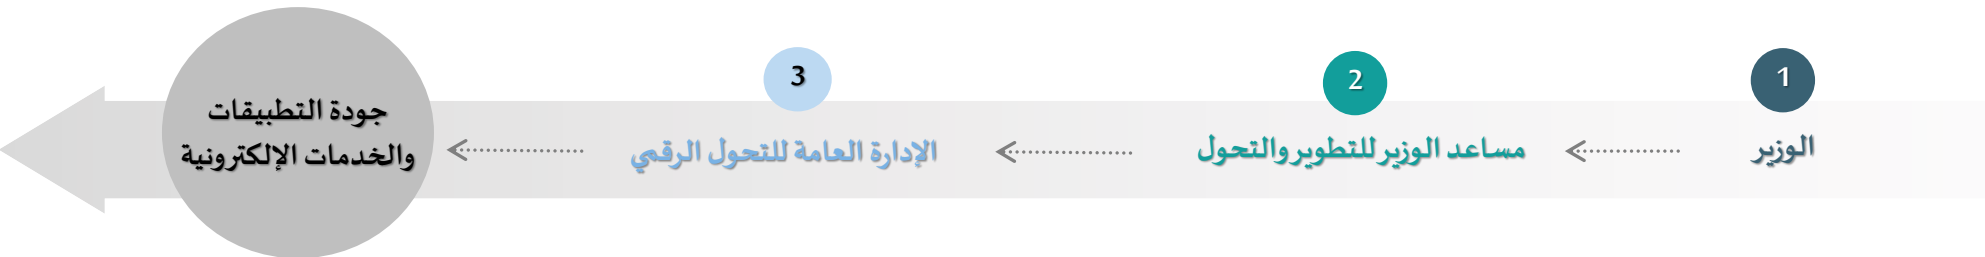 1
الوزير
2
مساعد الوزير للتطوير والتحول
3
الإدارة العامة للتحول الرقمي
جودة التطبيقات
والخدمات الإلكترونية